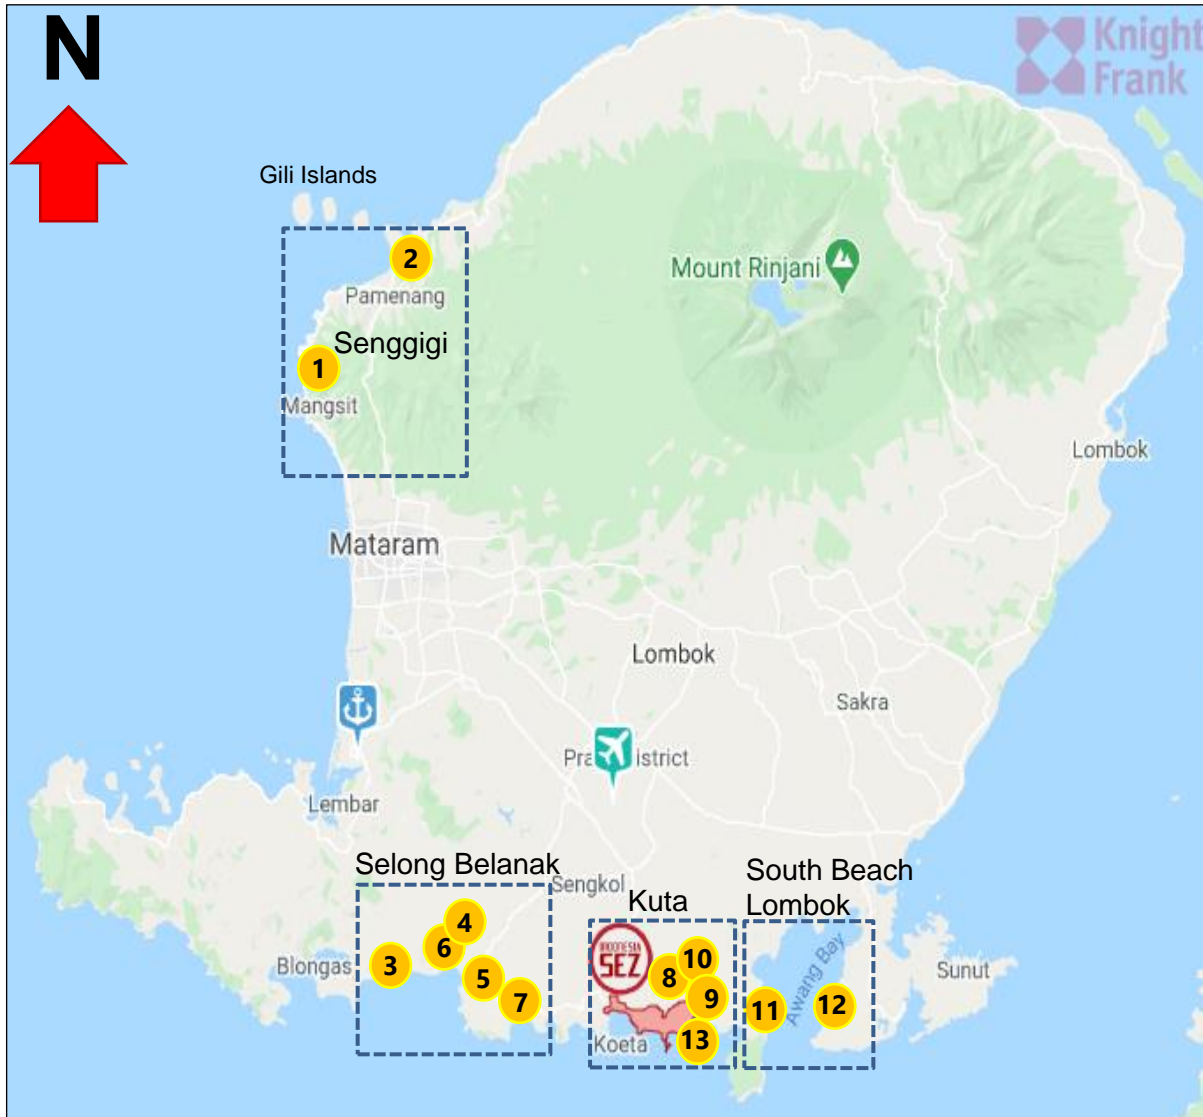 N
Knight
Frank
Gili Islands
2
Pamenang
Mount Rinjani
Senggigi
1
Mangsit
Lombok
Mataram
Lombok
Sakra
Pra istrict
Lembar
Selong Belanak
Sengkol
Kuta
South Beach
Lombok
4
6
3
5
7
Blongas
INDONESIA
SEZ
8
10
9
13
Koeta
Awang Bay
11
12
Sunut